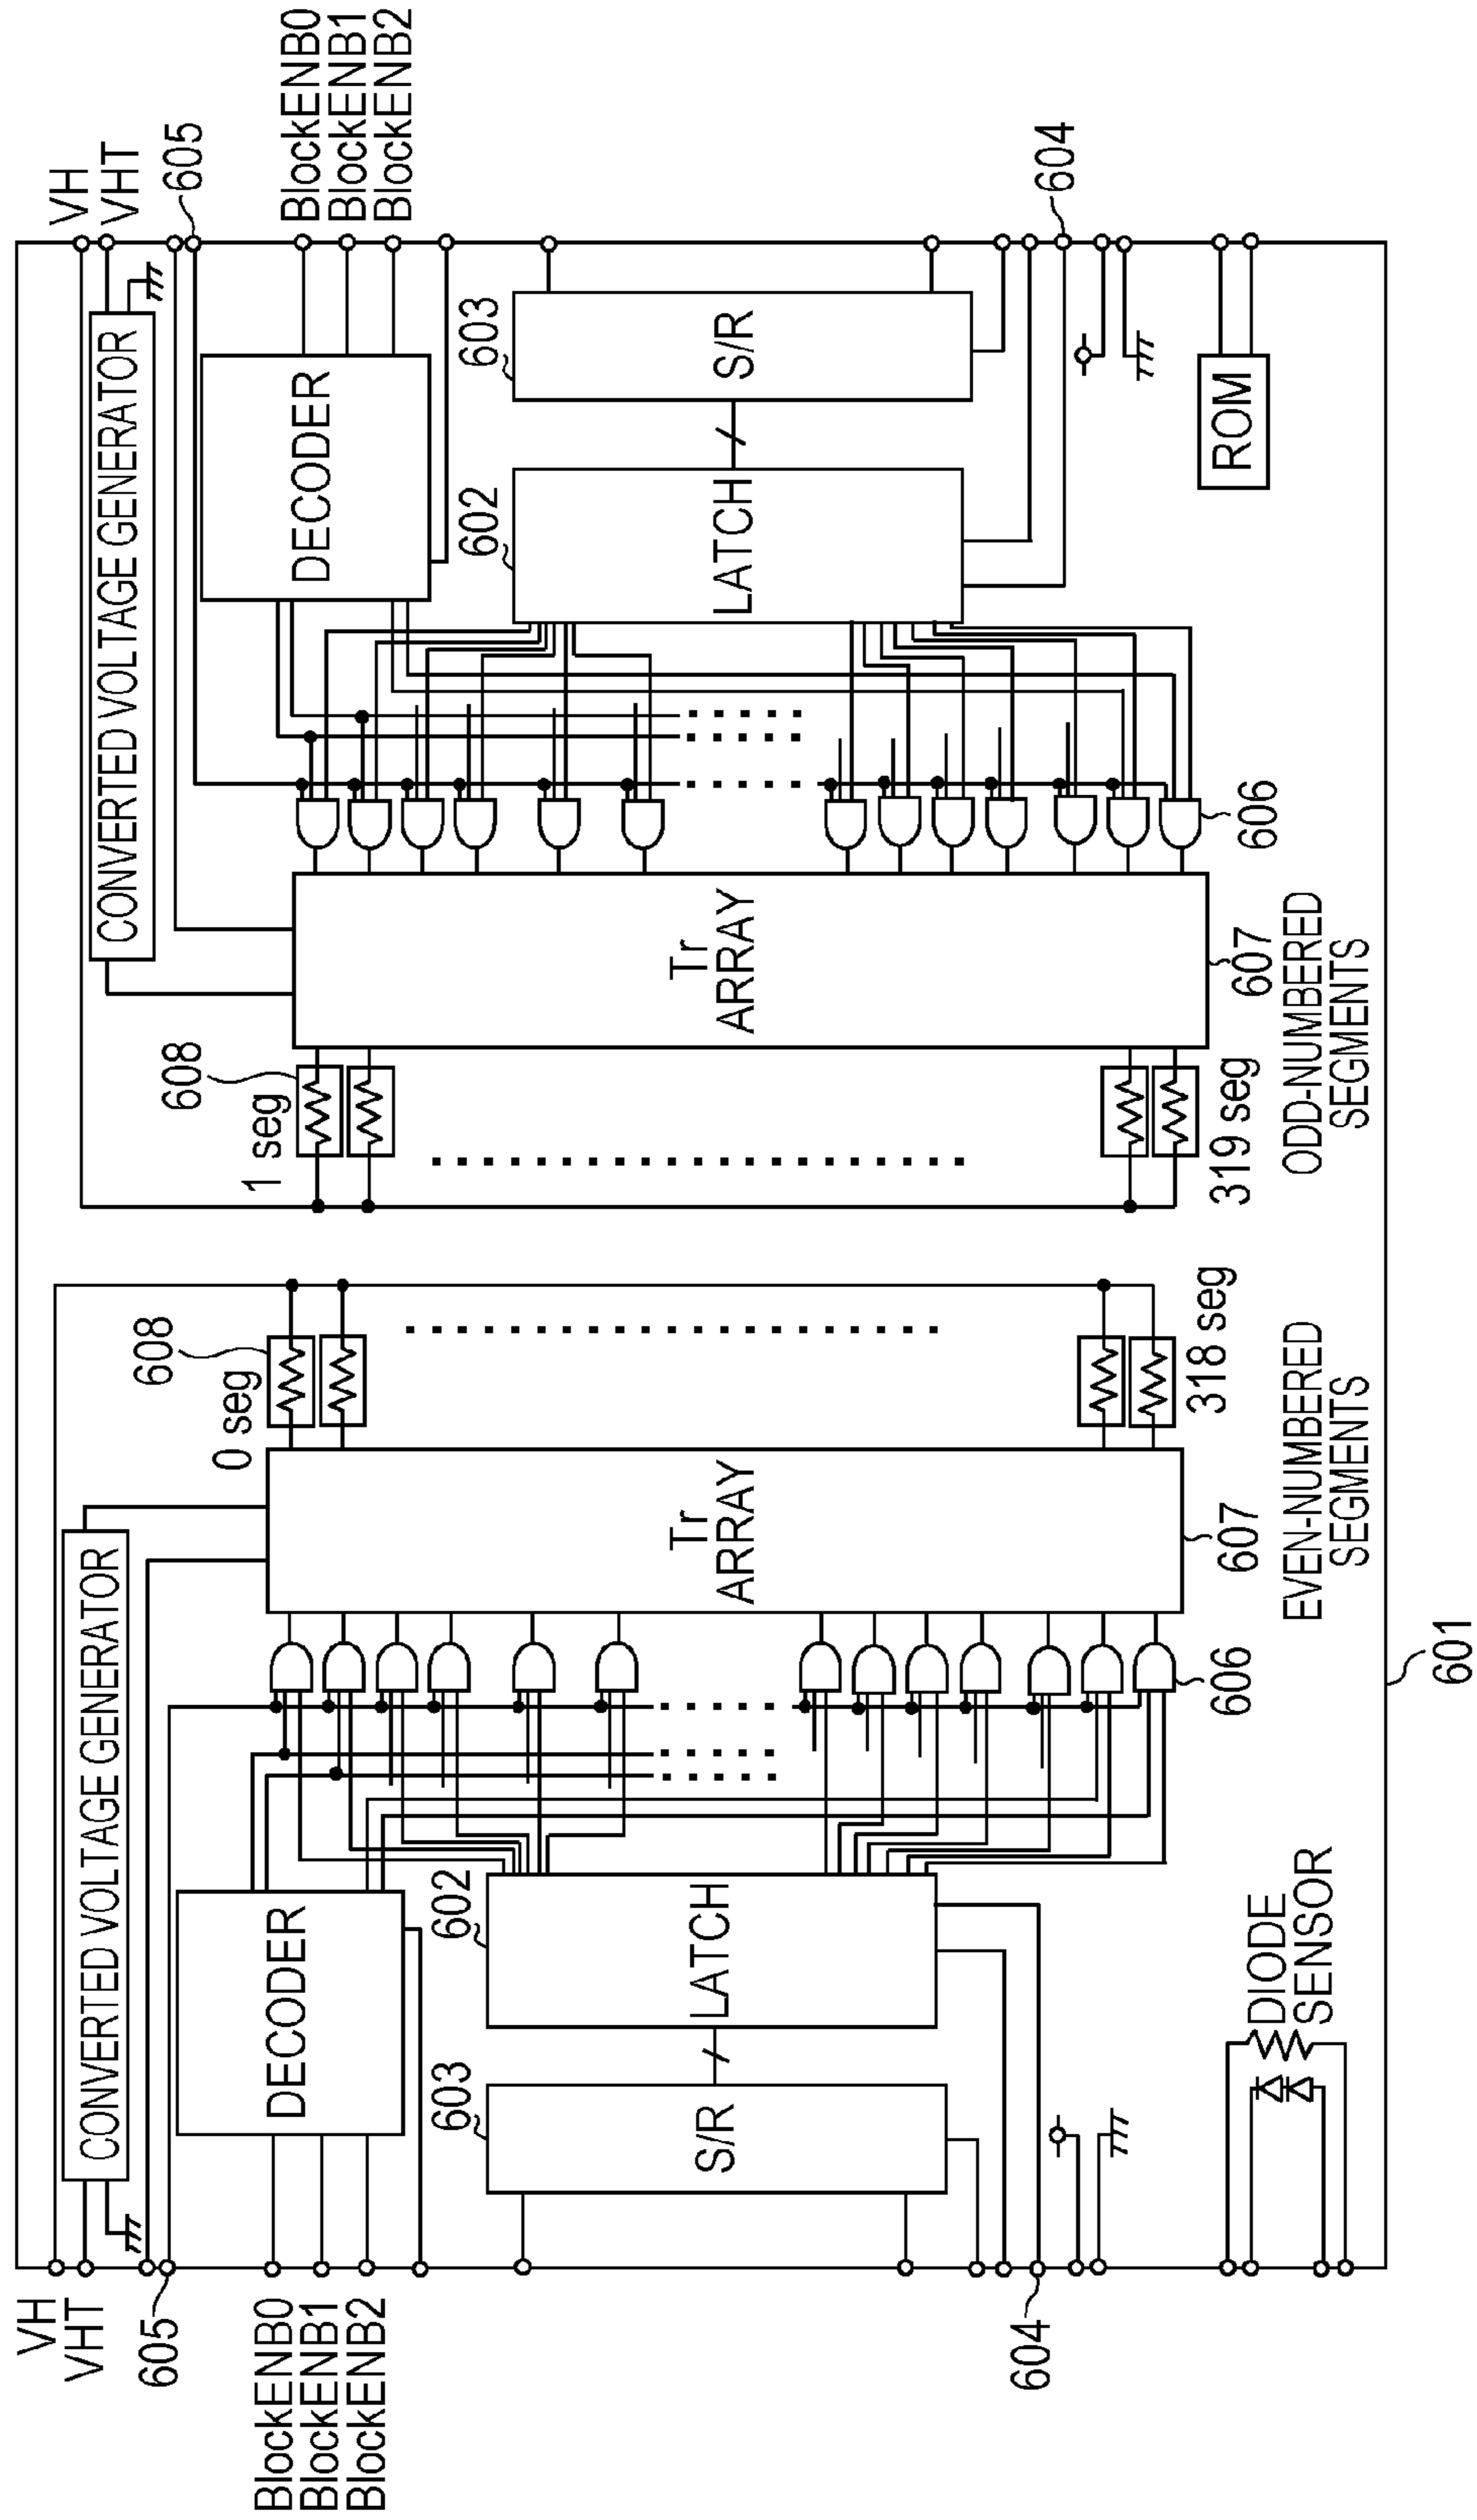 VH
VHT
605
BlockENB0
BlockENB1
BlockENB2
CONVERTED VOLTAGE GENERATOR
DECODER
603
S/R
602
LATCH
604
ROM
606
Tr
ARRAY
607
608
1 seg
319 seg
ODD-NUMBERED
SEGMENTS
608
0 seg
318 seg
EVEN-NUMBERED
SEGMENTS
Tr
ARRAY
607
606
CONVERTED VOLTAGE GENERATOR
DECODER
602
LATCH
603
S/R
DIODE
SENSOR
601
VH
VHT
605
BlockENB0
BlockENB1
BlockENB2
604